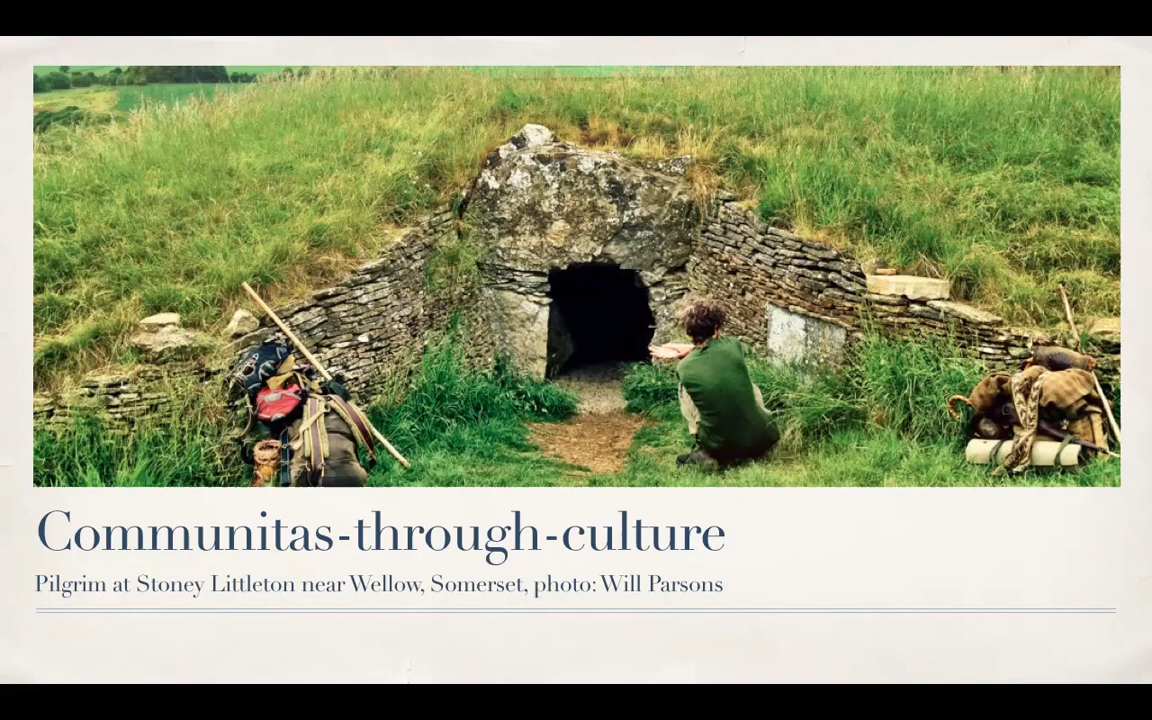 Communitas-through-culture
Pilgrim at Stoney Littleton near Wellow, Somerset, photo: Will Parsons